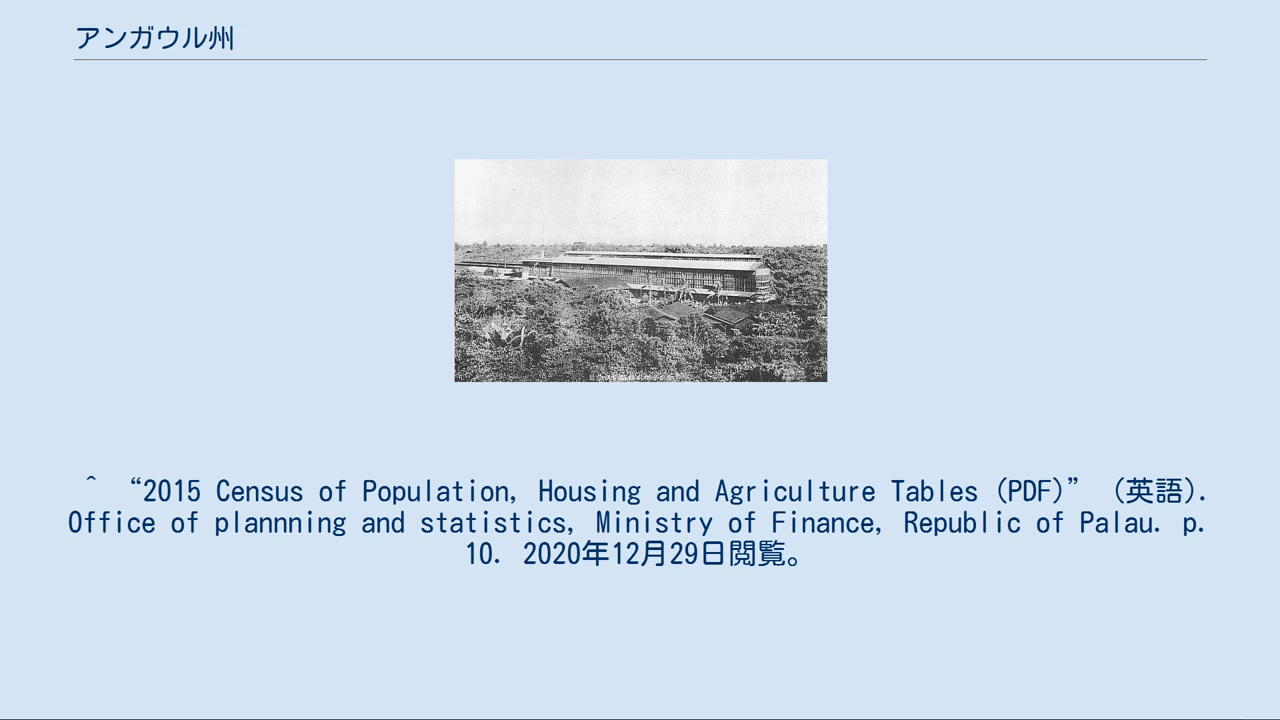 アンガウル州
^ “2015 Census of Population, Housing and Agriculture Tables (PDF)” (英語).
Office of plannning and statistics, Ministry of Finance, Republic of Palau. p.
10. 2020年12月29日閲覧。